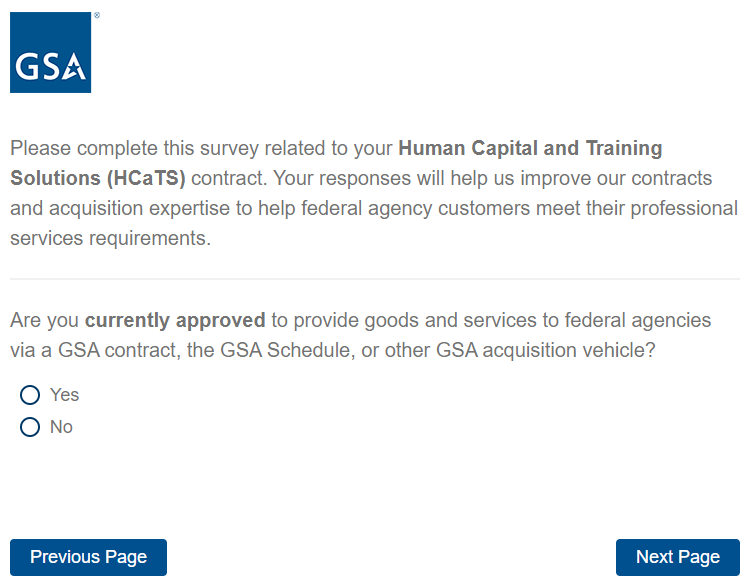 GSA
®
Please complete this survey related to your Human Capital and Training
Solutions (HCaTS) contract. Your responses will help us improve our contracts
and acquisition expertise to help federal agency customers meet their professional
services requirements.
Are you currently approved to provide goods and services to federal agencies
via a GSA contract, the GSA Schedule, or other GSA acquisition vehicle?
Yes
No
Previous Page
Next Page